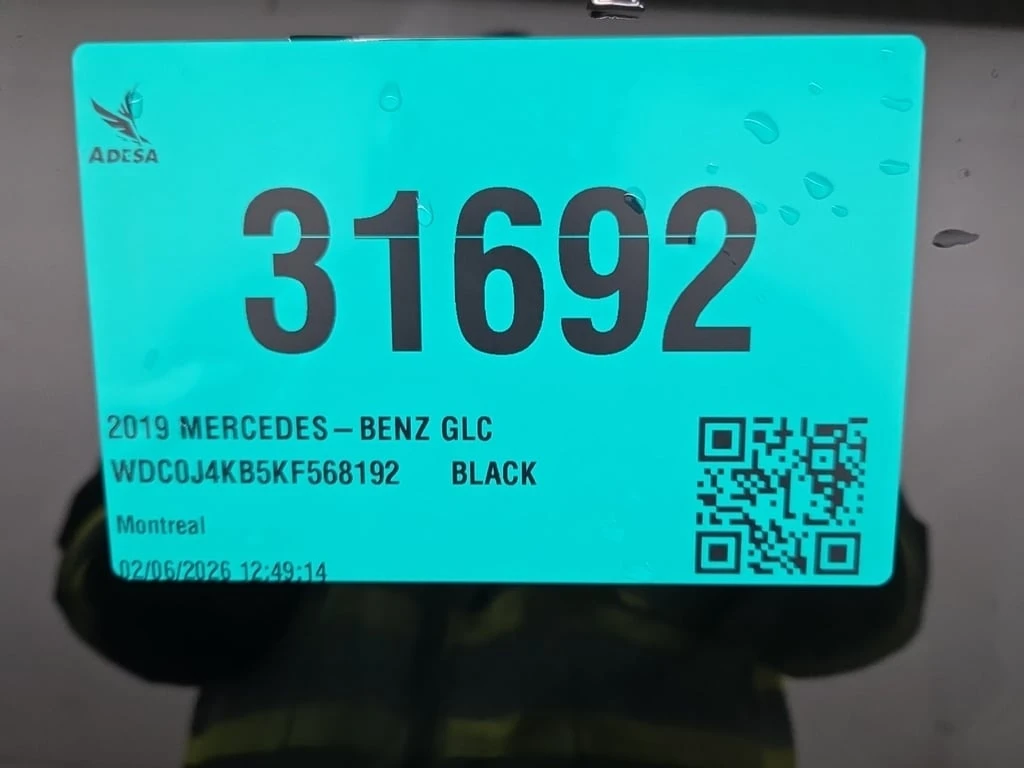 ADESA
31692
2019 MERCEDES-BENZ GLC
WDC0J4KB5KF568192 BLACK
Montreal
02/06/2026 12:49:14